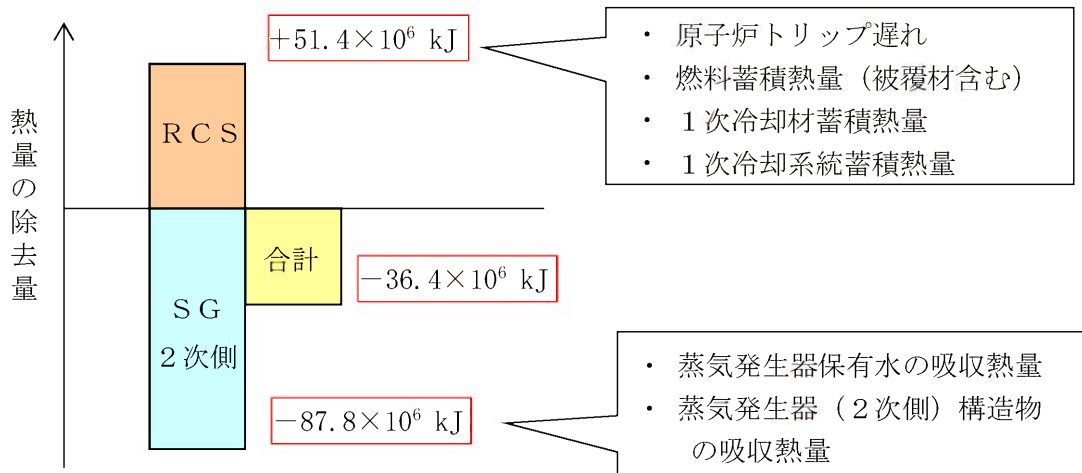 熱量の除去量
+51.4×10⁶ kJ
ＲＣＳ
・ 原子炉トリップ遅れ
・ 燃料蓄積熱量（被覆材含む）
・ １次冷却材蓄積熱量
・ １次冷却系統蓄積熱量
合計
−36.4×10⁶ kJ
ＳＧ
２次側
−87.8×10⁶ kJ
・ 蒸気発生器保有水の吸収熱量
・ 蒸気発生器（２次側）構造物
の吸収熱量